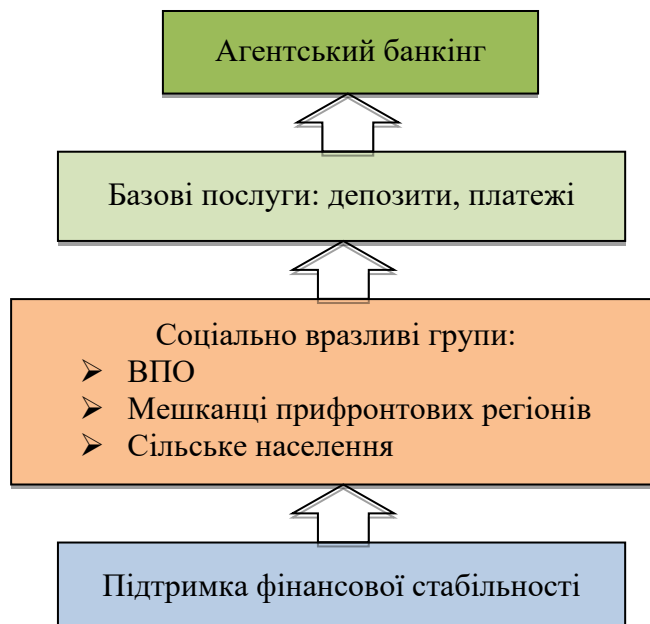 Агентський банкінг
Базові послуги: депозити, платежі
Соціально вразливі групи:
➢ ВПО
➢ Мешканці прифронтових регіонів
➢ Сільське населення
Підтримка фінансової стабільності